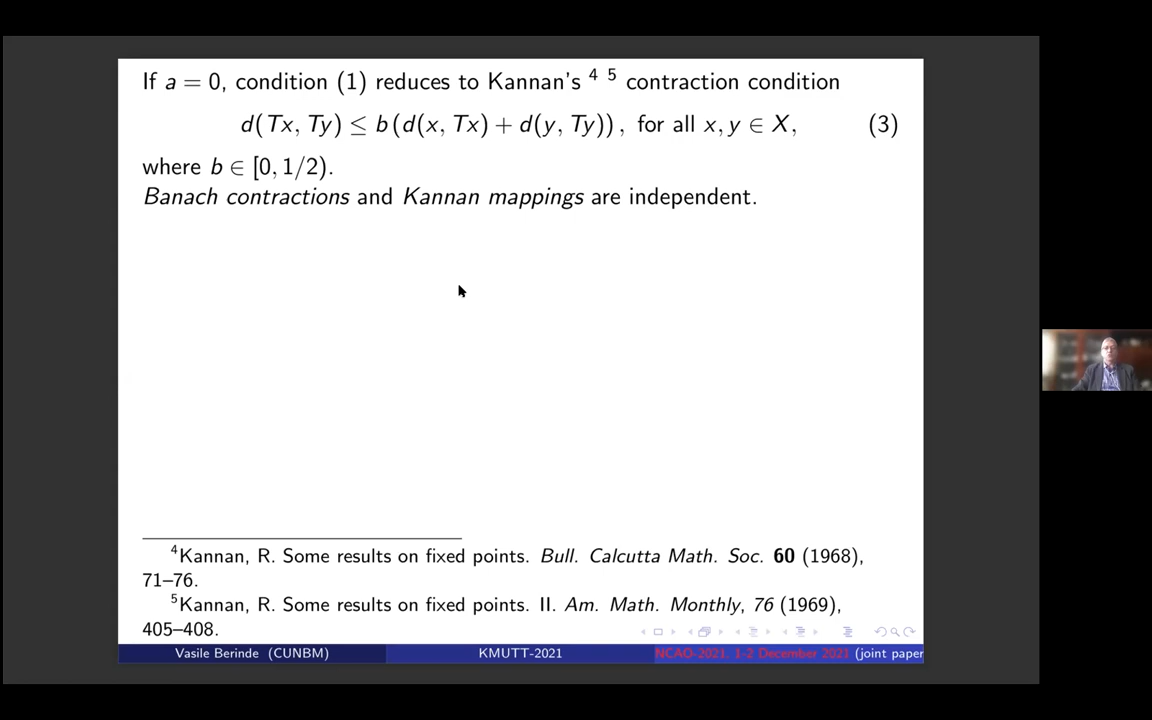 If a = 0, condition (1) reduces to Kannan's 4 5 contraction condition
d(Tx, Ty) ≤ b (d(x, Tx) + d(y, Ty)) , for all x, y ∈ X, (3)
where b ∈ [0, 1/2).
Banach contractions and Kannan mappings are independent.
4Kannan, R. Some results on fixed points. Bull. Calcutta Math. Soc. 60 (1968),
71–76.
5Kannan, R. Some results on fixed points. II. Am. Math. Monthly, 76 (1969),
405–408.
Vasile Berinde (CUNBM) KMUTT-2021 NCAO-2021, 1-2 December 2021 (joint paper